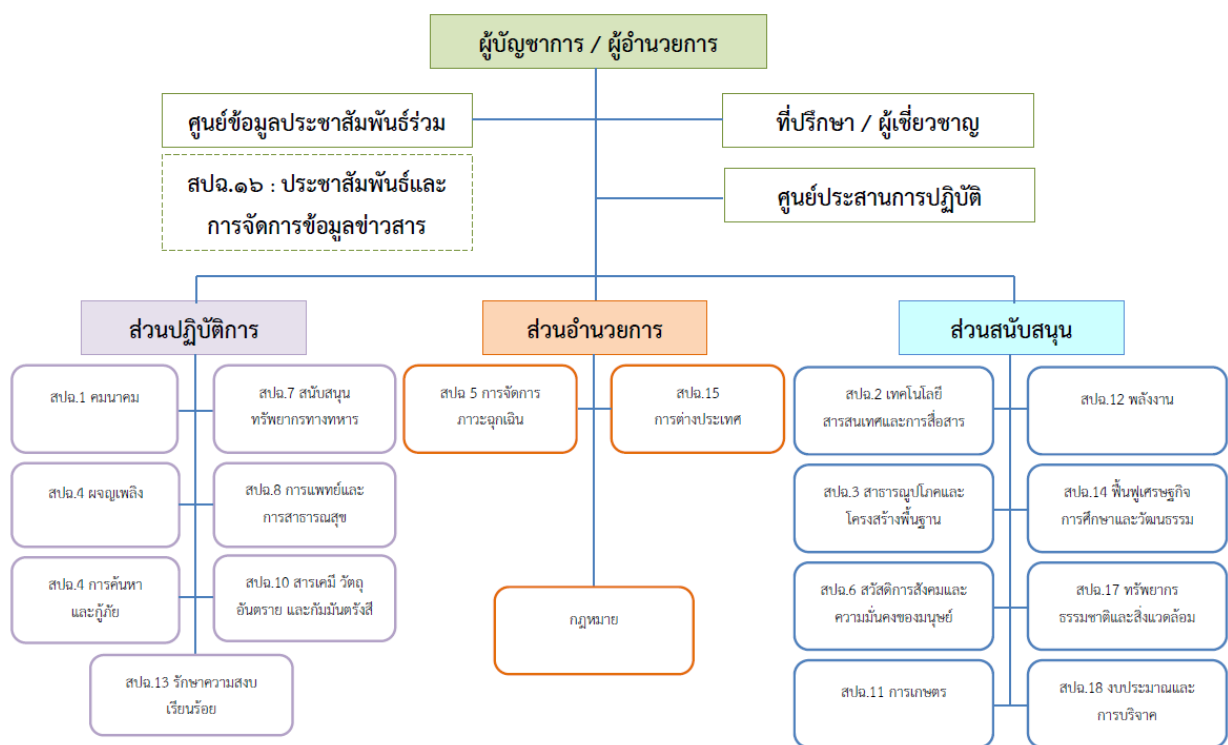 ผู้บัญชาการ / ผู้อำนวยการ
ศูนย์ข้อมูลประชาสัมพันธ์ร่วม
ที่ปรึกษา / ผู้เชี่ยวชาญ
สปฉ.๑๖ : ประชาสัมพันธ์และ
การจัดการข้อมูลข่าวสาร
ศูนย์ประสานการปฏิบัติ
ส่วนปฏิบัติการ
สปฉ.1 คมนาคม
สปฉ.7 สนับสนุน
ทรัพยากรทางทหาร
สปฉ.4 ผจญเพลิง
สปฉ.8 การแพทย์และ
การสาธารณสุข
สปฉ.4 การค้นหา
และกู้ภัย
สปฉ.10 สารเคมี วัตถุ
อันตราย และกัมมันตรังสี
สปฉ.13 รักษาความสงบ
เรียนร้อย
ส่วนอำนวยการ
สปฉ 5 การจัดการ
ภาวะฉุกเฉิน
สปฉ.15
การต่างประเทศ
กฎหมาย
ส่วนสนับสนุน
สปฉ.2 เทคโนโลยี
สารสนเทศและการสื่อสาร
สปฉ.12 พลังงาน
สปฉ.3 สาธารณูปโภคและ
โครงสร้างพื้นฐาน
สปฉ.14 ฟื้นฟูเศรษฐกิจ
การศึกษาและวัฒนธรรม
สปฉ.6 สวัสดิการสังคมและ
ความมั่นคงของมนุษย์
สปฉ.17 ทรัพยากร
ธรรมชาติและสิ่งแวดล้อม
สปฉ.11 การเกษตร
สปฉ.18 งบประมาณและ
การบริจาค